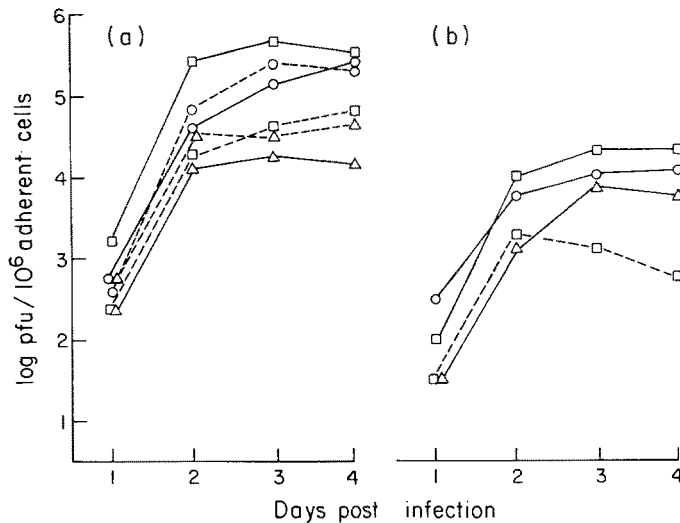 (a)
(b)
6
5
4
3
2
1
log pfu/10⁶ adherent cells
1 2 3 4
1 2 3 4
Days post infection